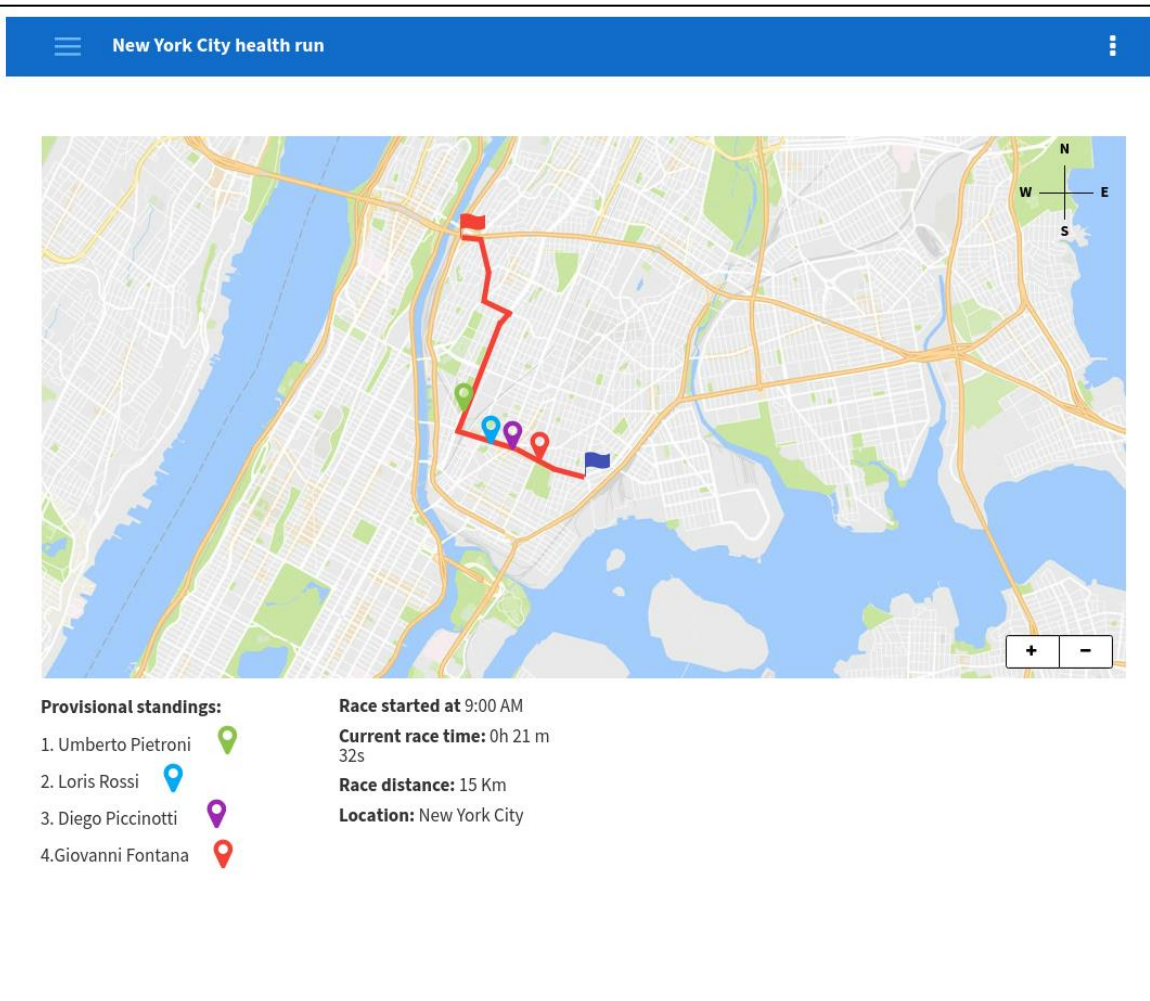 New York City health run
N
W E
S
+ −
Provisional standings:
1. Umberto Pietroni
2. Loris Rossi
3. Diego Piccinotti
4.Giovanni Fontana
Race started at 9:00 AM
Current race time: 0h 21 m
32s
Race distance: 15 Km
Location: New York City